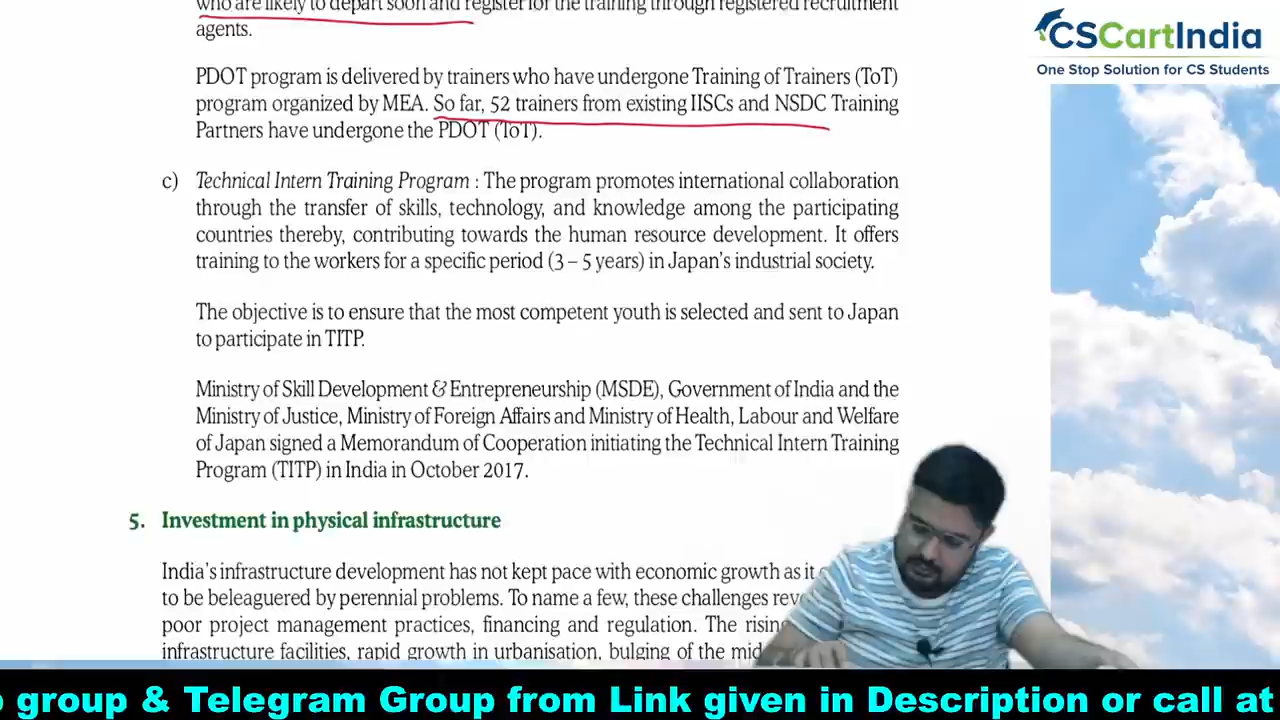 who are likely to depart soon and register for the training through registered recruitment
agents.
PDOT program is delivered by trainers who have undergone Training of Trainers (ToT)
program organized by MEA. So far, 52 trainers from existing IISCs and NSDC Training
Partners have undergone the PDOT (ToT).
c) Technical Intern Training Program : The program promotes international collaboration
through the transfer of skills, technology, and knowledge among the participating
countries thereby, contributing towards the human resource development. It offers
training to the workers for a specific period (3 – 5 years) in Japan's industrial society.
The objective is to ensure that the most competent youth is selected and sent to Japan
to participate in TITP.
Ministry of Skill Development & Entrepreneurship (MSDE), Government of India and the
Ministry of Justice, Ministry of Foreign Affairs and Ministry of Health, Labour and Welfare
of Japan signed a Memorandum of Cooperation initiating the Technical Intern Training
Program (TITP) in India in October 2017.
5. Investment in physical infrastructure
India's infrastructure development has not kept pace with economic growth as it
to be beleaguered by perennial problems. To name a few, these challenges
poor project management practices, financing and regulation. The
infrastructure facilities, rapid growth in urbanisation, bulging of the
CSCartIndia
One Stop Solution for CS Students
group & Telegram Group from Link given in Description or call at